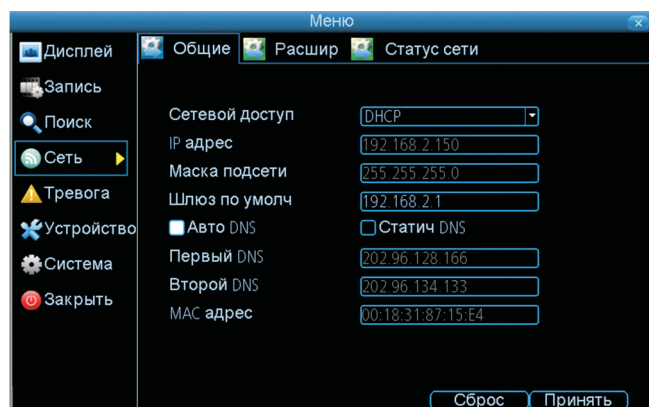 Меню
Дисплей
Запись
Поиск
Сеть
Тревога
Устройство
Система
Закрыть
Общие Расшир Статус сети
Сетевой доступ DHCP
IP адрес 192.168.2.150
Маска подсети 255.255.255.0
Шлюз по умолч 192.168.2.1
Авто DNS Статич DNS
Первый DNS 202.96.128.166
Второй DNS 202.96.134.133
MAC адрес 00:18:31:87:15:E4
Сброс Принять